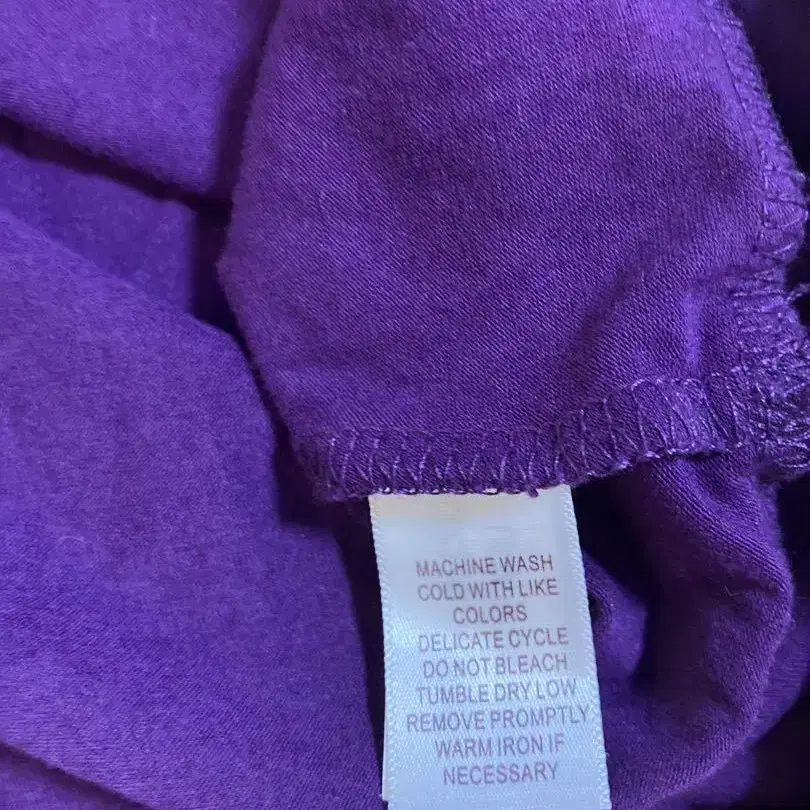 MACHINE WASH
COLD WITH LIKE
COLORS
DELICATE CYCLE
DO NOT BLEACH
TUMBLE DRY LOW
REMOVE PROMPTLY
WARM IRON IF
NECESSARY